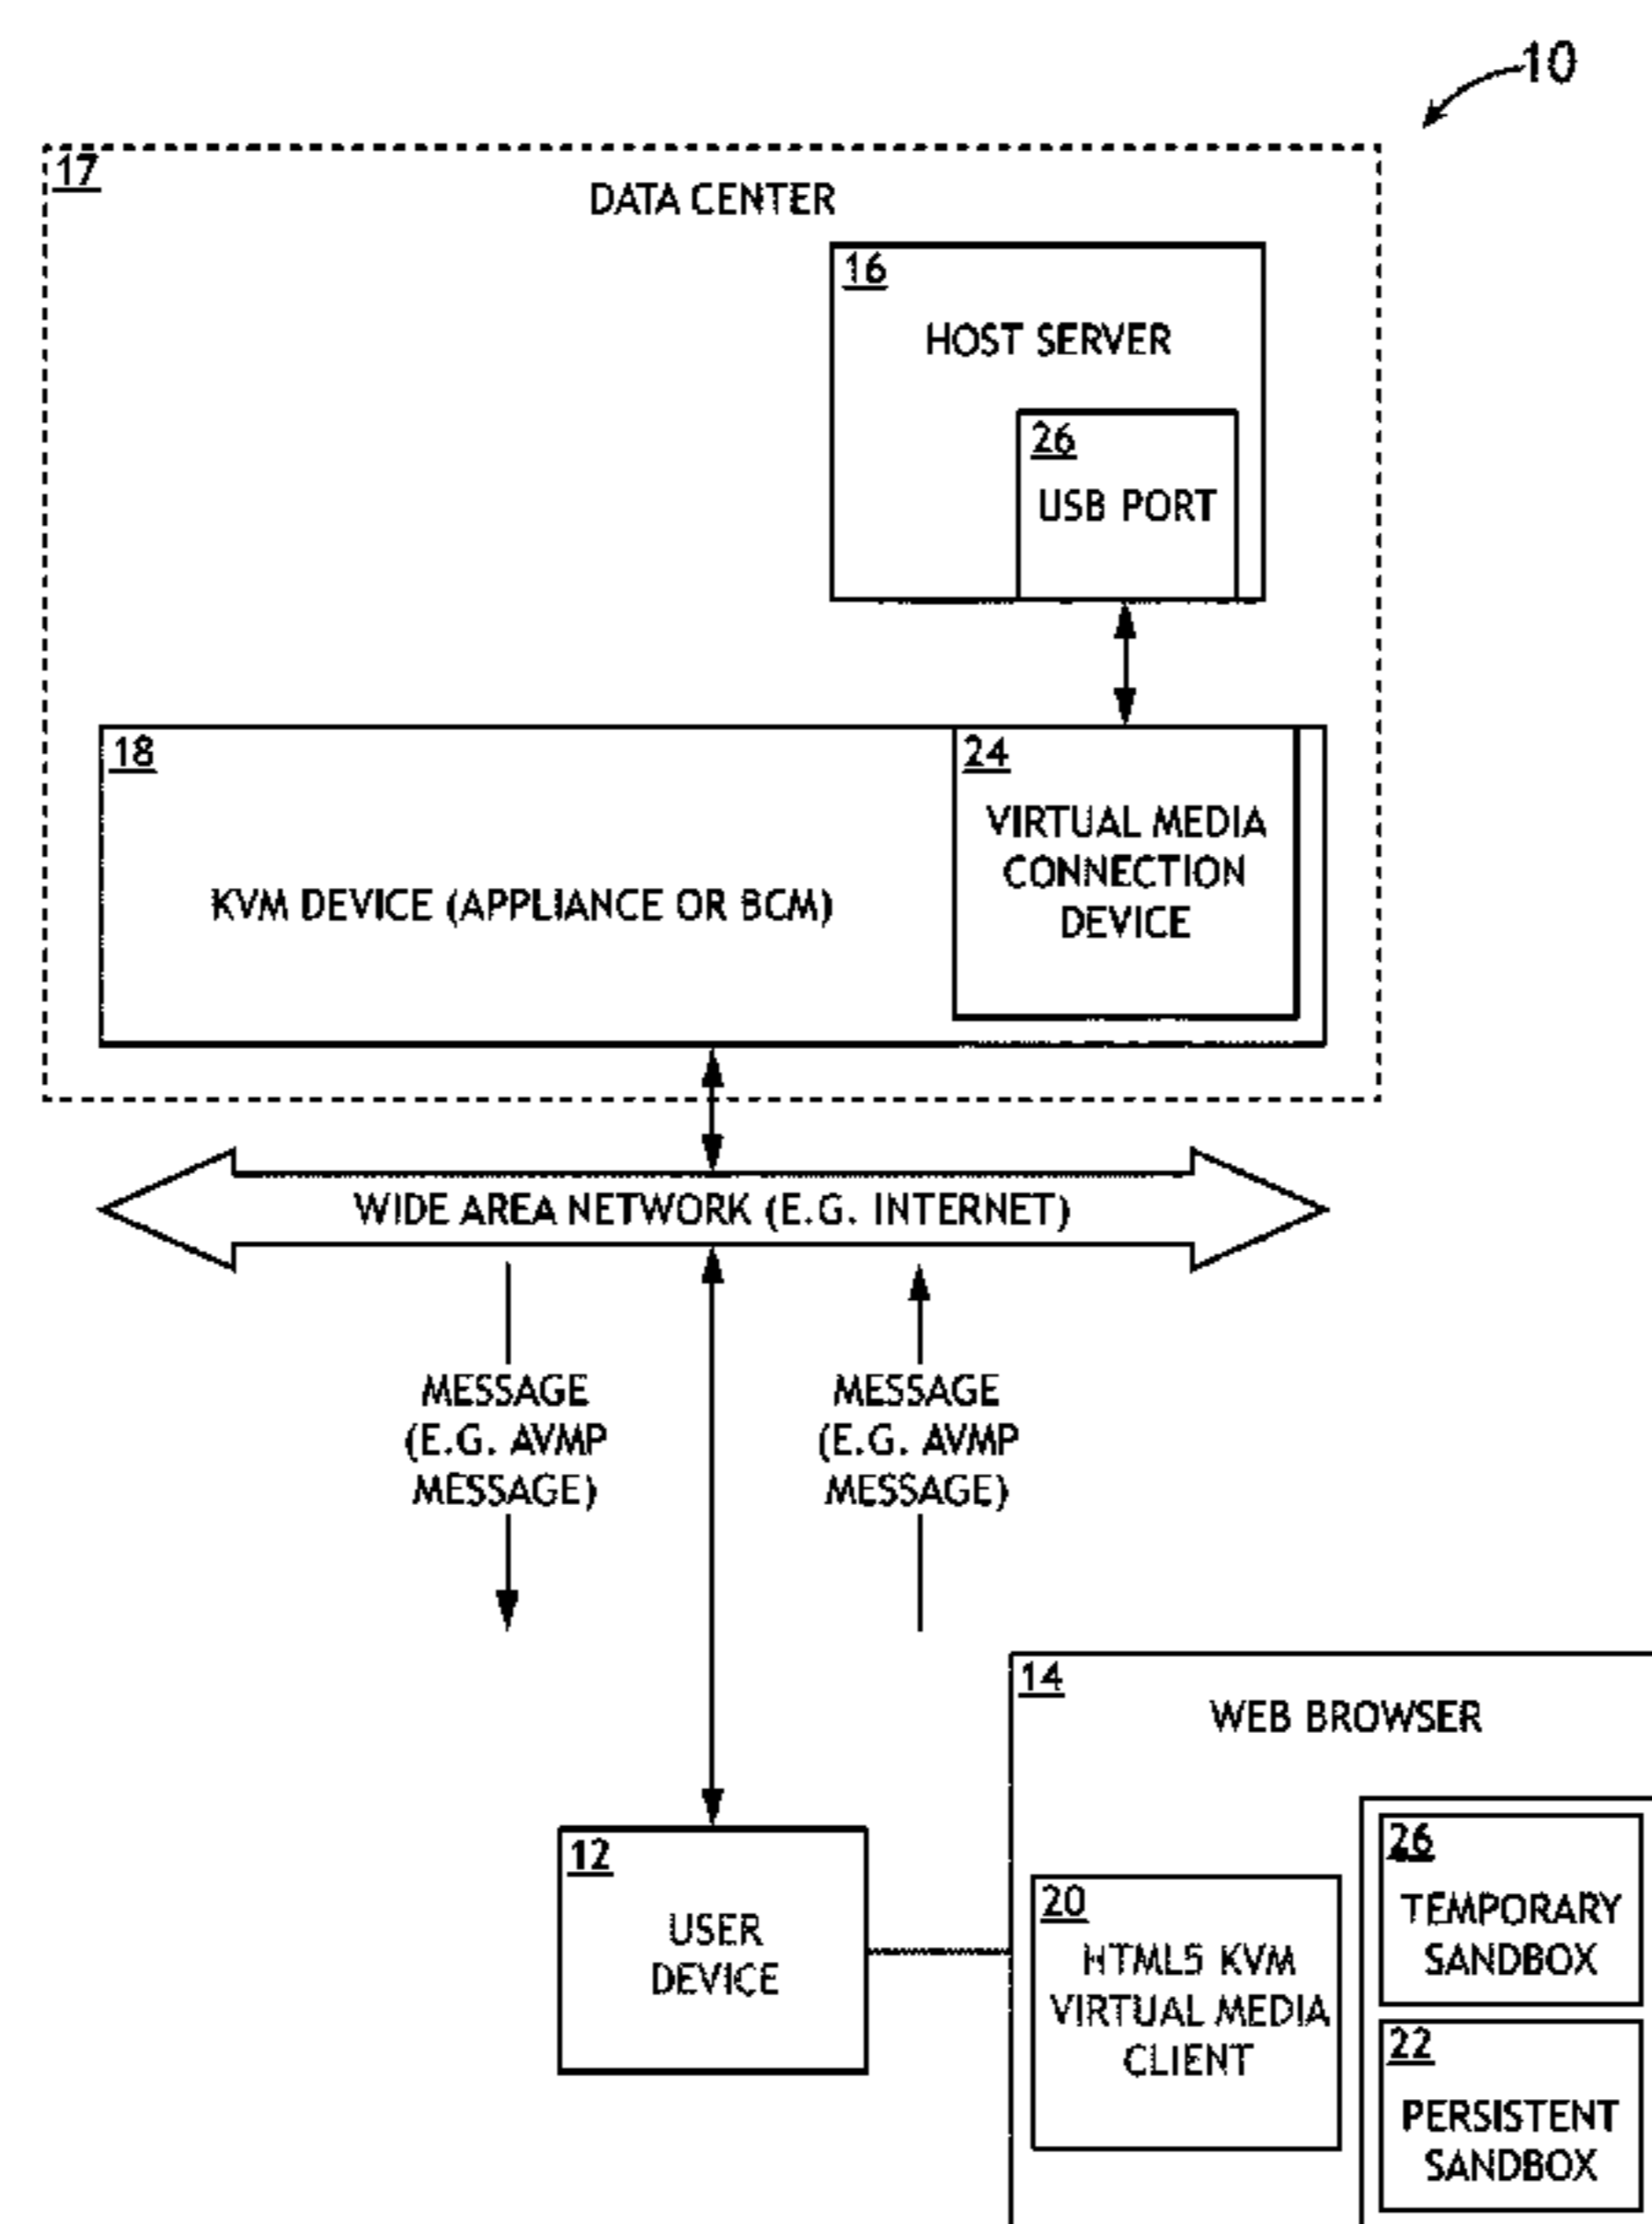 10
17
DATA CENTER
16
HOST SERVER
26
USB PORT
18
KVM DEVICE (APPLIANCE OR BCM)
24
VIRTUAL MEDIA
CONNECTION
DEVICE
WIDE AREA NETWORK (E.G. INTERNET)
MESSAGE
(E.G. AVMP
MESSAGE)
MESSAGE
(E.G. AVMP
MESSAGE)
14
WEB BROWSER
12
USER
DEVICE
20
HTML5 KVM
VIRTUAL MEDIA
CLIENT
26
TEMPORARY
SANDBOX
22
PERSISTENT
SANDBOX